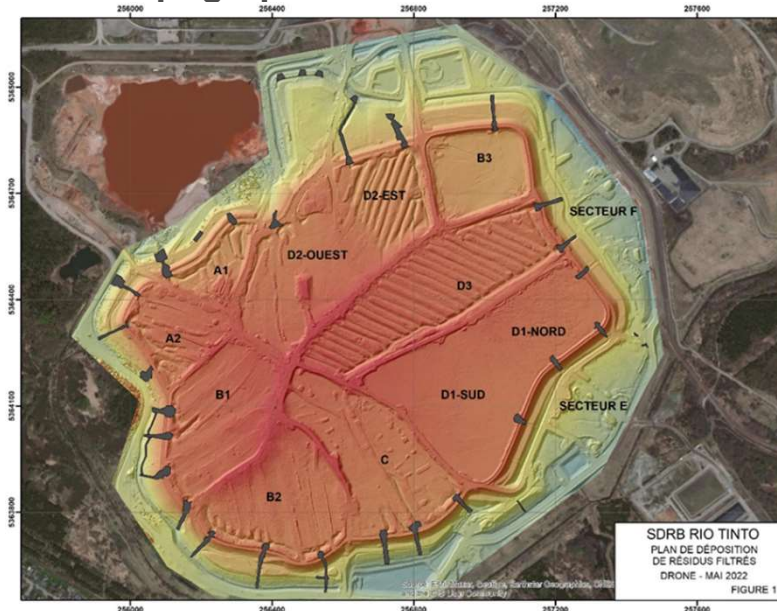 256000 256400 256800 257200 257600
5365000
5364700
5364400
5364100
5363800
B3
D2-EST
SECTEUR F
D2-OUEST
A1
D3
A2
D1-NORD
B1
D1-SUD
SECTEUR E
C
B2
SDRB RIO TINTO
PLAN DE DÉPOSITION
DE RÉSIDUS FILTRÉS
DRONE - MAI 2022
FIGURE 1
256000 256400 256800 257200 257600